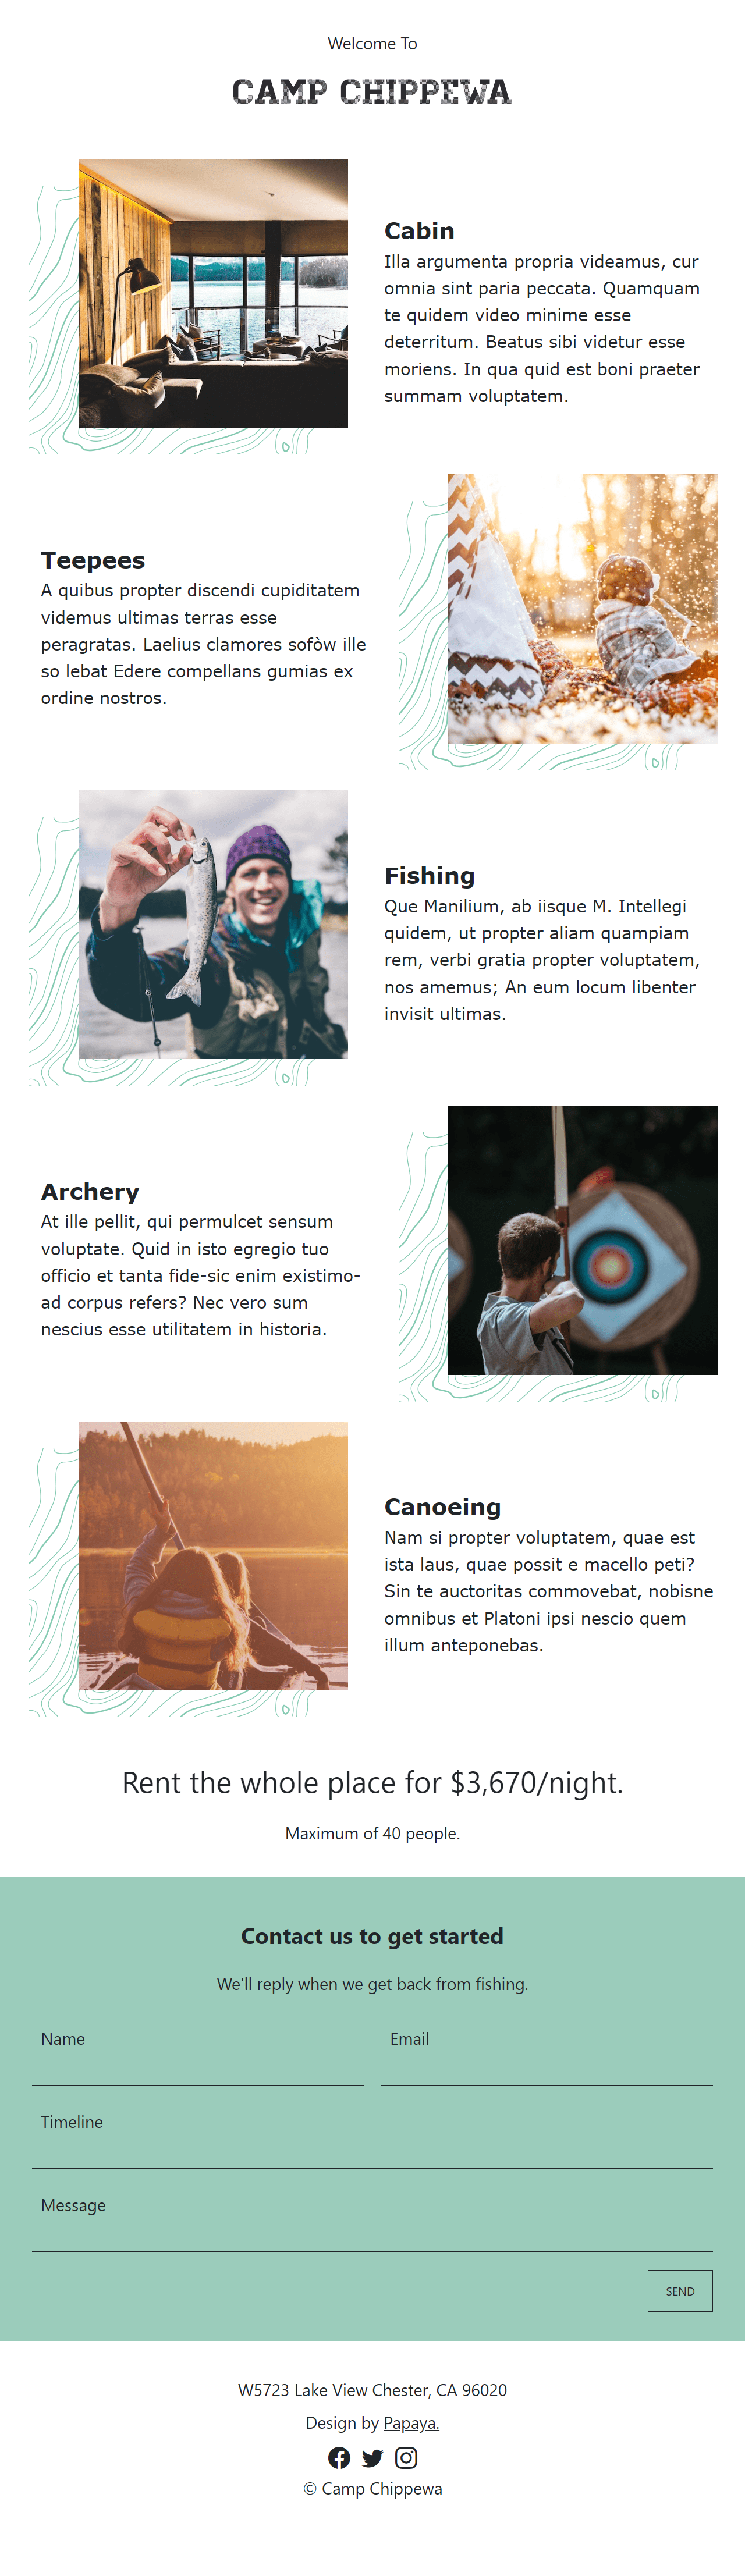 Welcome To
CAMP CHIPPEWA
Cabin
Illa argumenta propria videamus, cur
omnia sint paria peccata. Quamquam
te quidem video minime esse
deterritum. Beatus sibi videtur esse
moriens. In qua quid est boni praeter
summam voluptatem.
Teepees
A quibus propter discendi cupiditatem
videmus ultimas terras esse
peragratas. Laelius clamores sofòw ille
so lebat Edere compellans gumias ex
ordine nostros.
Fishing
Que Manilium, ab iisque M. Intellegi
quidem, ut propter aliam quampiam
rem, verbi gratia propter voluptatem,
nos amemus; An eum locum libenter
invisit ultimas.
Archery
At ille pellit, qui permulcet sensum
voluptate. Quid in isto egregio tuo
officio et tanta fide-sic enim existimo-
ad corpus refers? Nec vero sum
nescius esse utilitatem in historia.
Canoeing
Nam si propter voluptatem, quae est
ista laus, quae possit e macello peti?
Sin te auctoritas commovebat, nobisne
omnibus et Platoni ipsi nescio quem
illum anteponebas.
Rent the whole place for $3,670/night.
Maximum of 40 people.
Contact us to get started
We'll reply when we get back from fishing.
Name
Email
Timeline
Message
SEND
W5723 Lake View Chester, CA 96020
Design by Papaya.
© Camp Chippewa